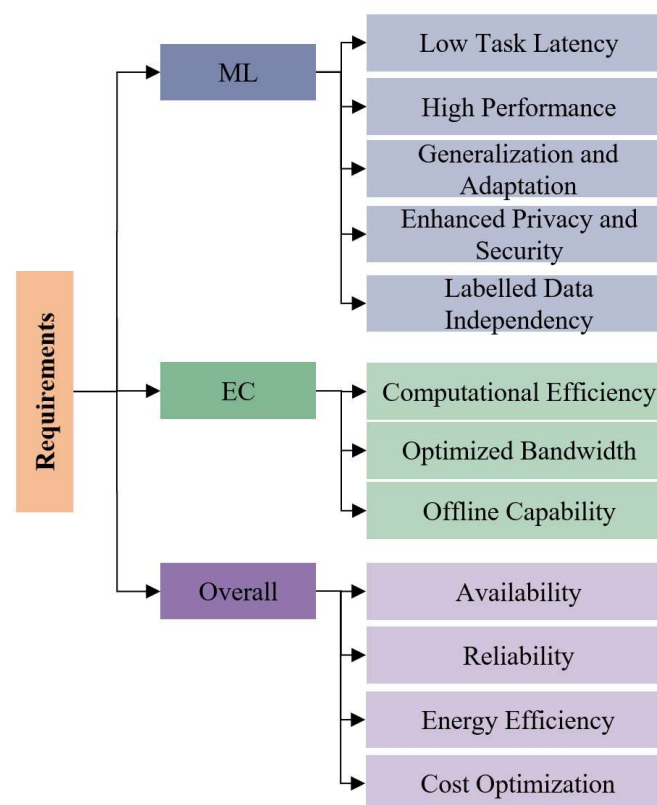 Requirements
ML
Low Task Latency
High Performance
Generalization and
Adaptation
Enhanced Privacy and
Security
Labelled Data
Independency
EC
Computational Efficiency
Optimized Bandwidth
Offline Capability
Overall
Availability
Reliability
Energy Efficiency
Cost Optimization